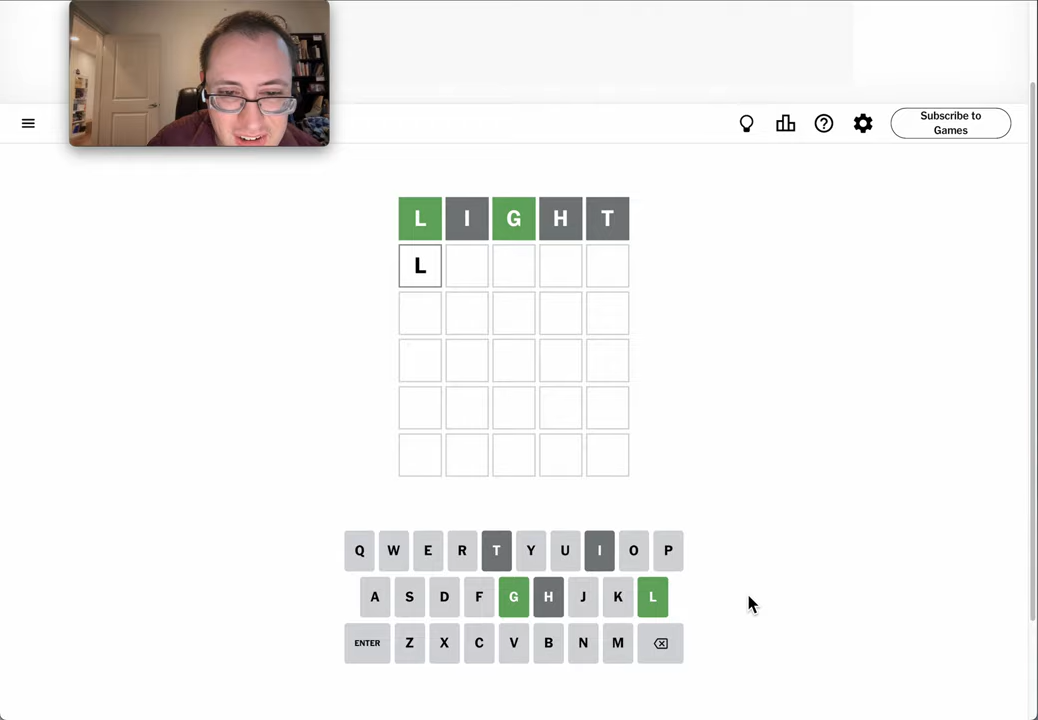 Subscribe to
Games
L I G H T
L
Q W E R T Y U I O P
A S D F G H J K L
ENTER Z X C V B N M